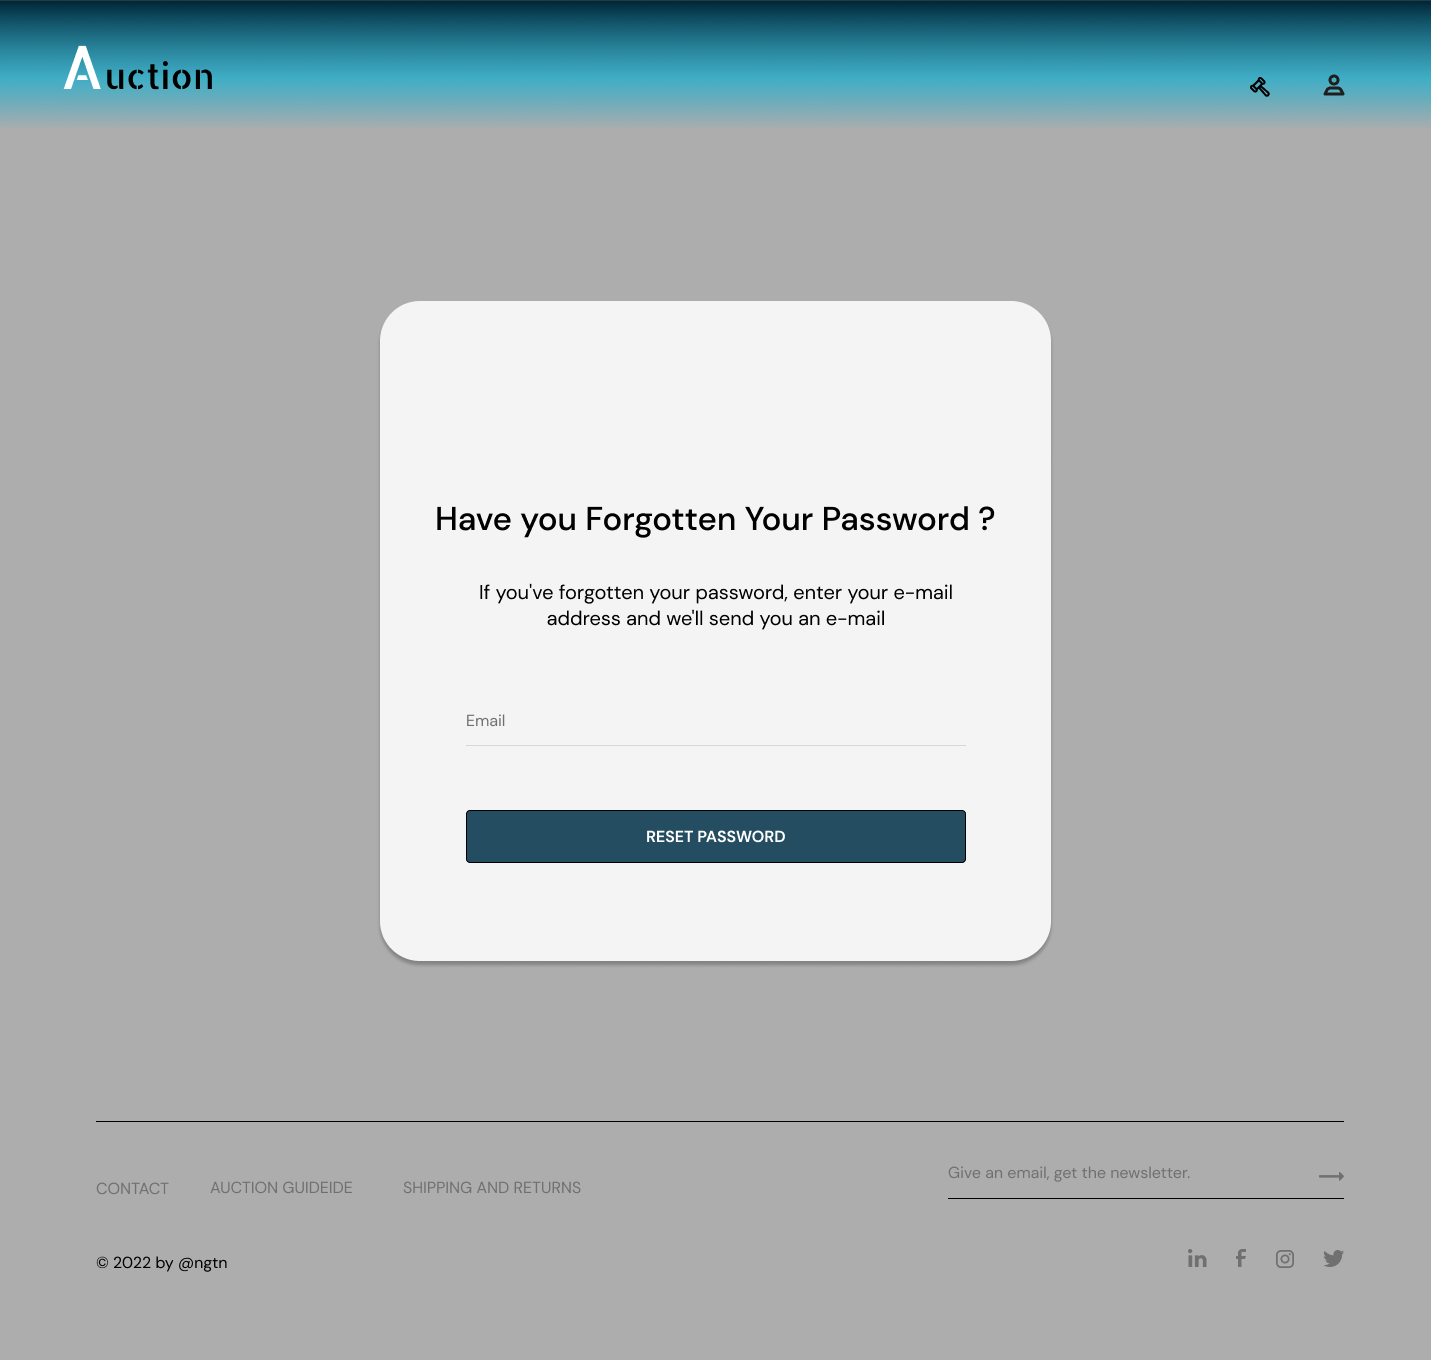 Auction
Have you Forgotten Your Password ?
If you've forgotten your password, enter your e-mail
address and we'll send you an e-mail
Email
RESET PASSWORD
Give an email, get the newsletter.
CONTACT AUCTION GUIDEIDE SHIPPING AND RETURNS
© 2022 by @ngtn